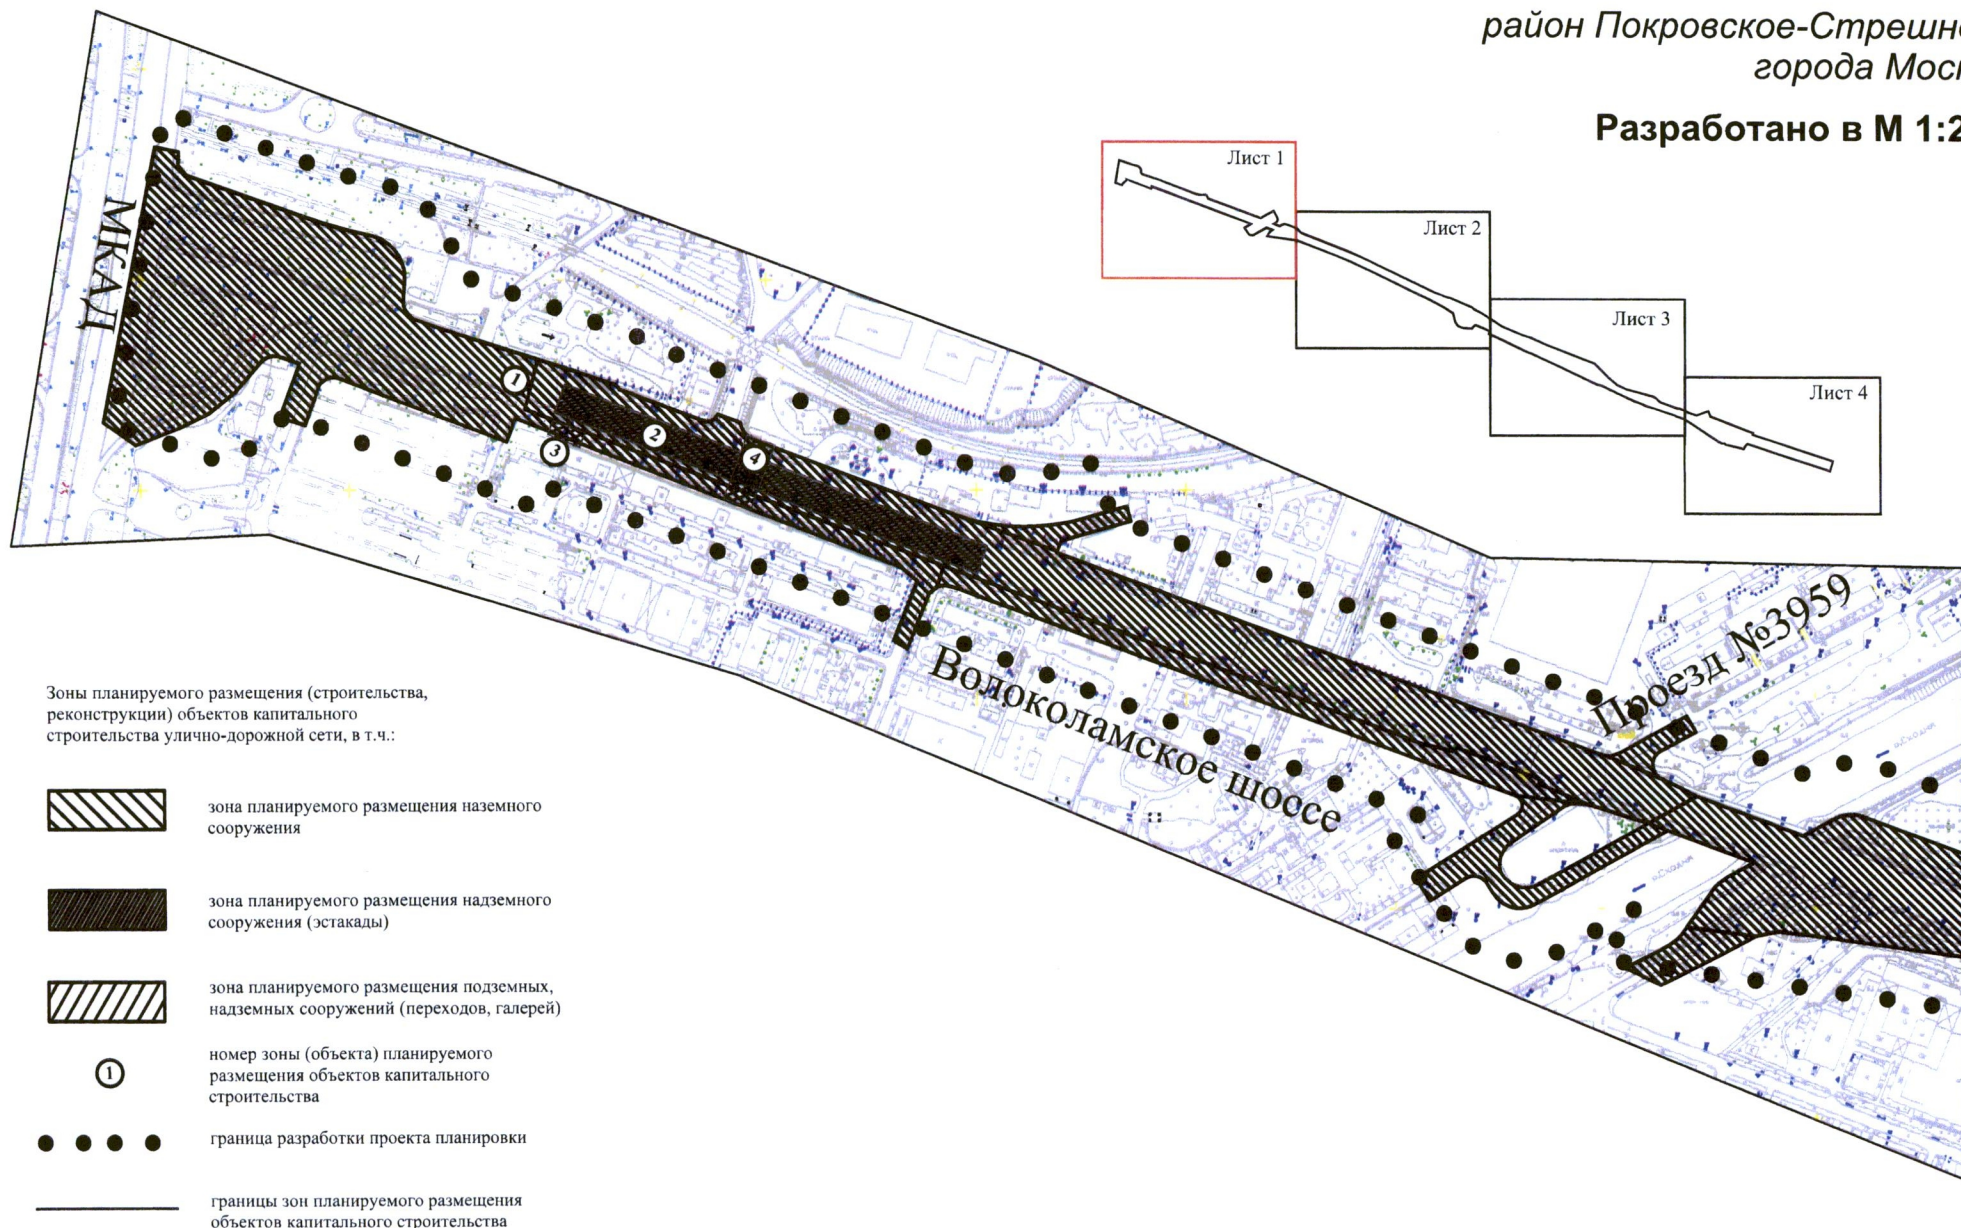 район Покровское-Стрешно
города Моск
Разработано в М 1:2
Лист 1
Лист 2
Лист 3
Лист 4
МКАД
1
2
3
4
Волоколамское шоссе
Проезд №3959
р.Сходня
р.Сходня
Зоны планируемого размещения (строительства,
реконструкции) объектов капитального
строительства улично-дорожной сети, в т.ч.:
зона планируемого размещения наземного
сооружения
зона планируемого размещения надземного
сооружения (эстакады)
зона планируемого размещения подземных,
надземных сооружений (переходов, галерей)
1
номер зоны (объекта) планируемого
размещения объектов капитального
строительства
граница разработки проекта планировки
границы зон планируемого размещения
объектов капитального строительства